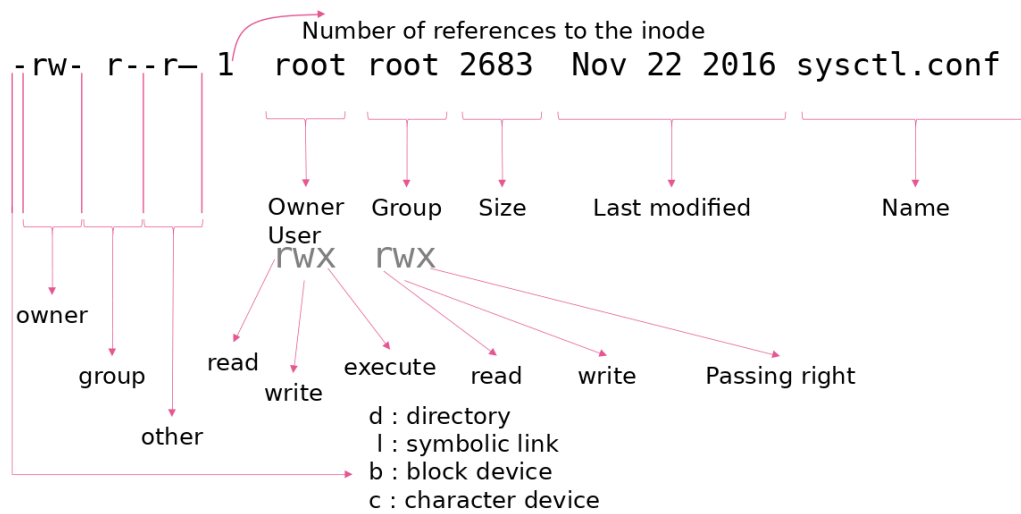 Number of references to the inode
-rw- r--r— 1 root root 2683 Nov 22 2016 sysctl.conf
Owner Group Size Last modified Name
User
rwx rwx
owner
read write execute read write Passing right
group
other
d : directory
l : symbolic link
b : block device
c : character device